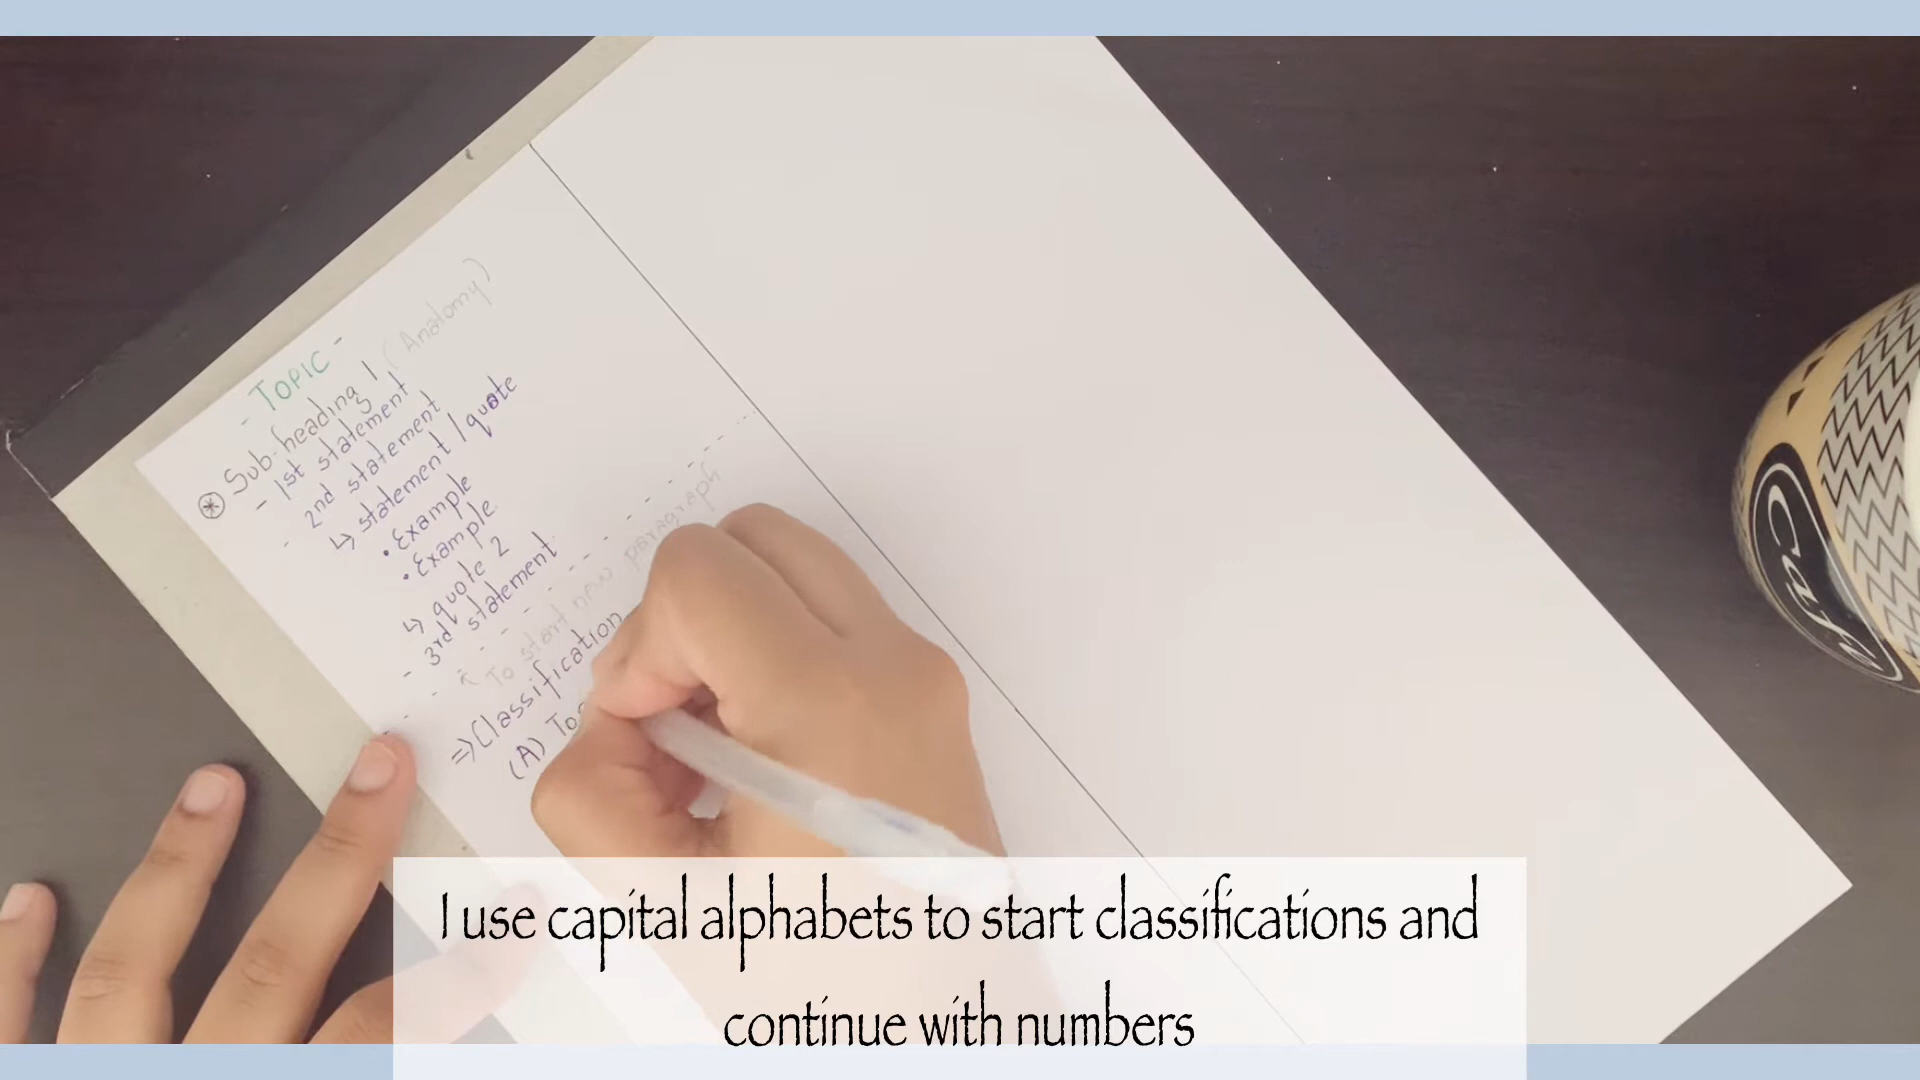 - TOPIC -
⊛ Sub-heading 1 (Anatomy)
- 1st statement
- 2nd statement
↳ statement / quote
• Example
• Example
↳ quote 2
- 3rd statement
↖ To start new paragraph
⇒ Classification
(A)
Café
I use capital alphabets to start classifications and
continue with numbers